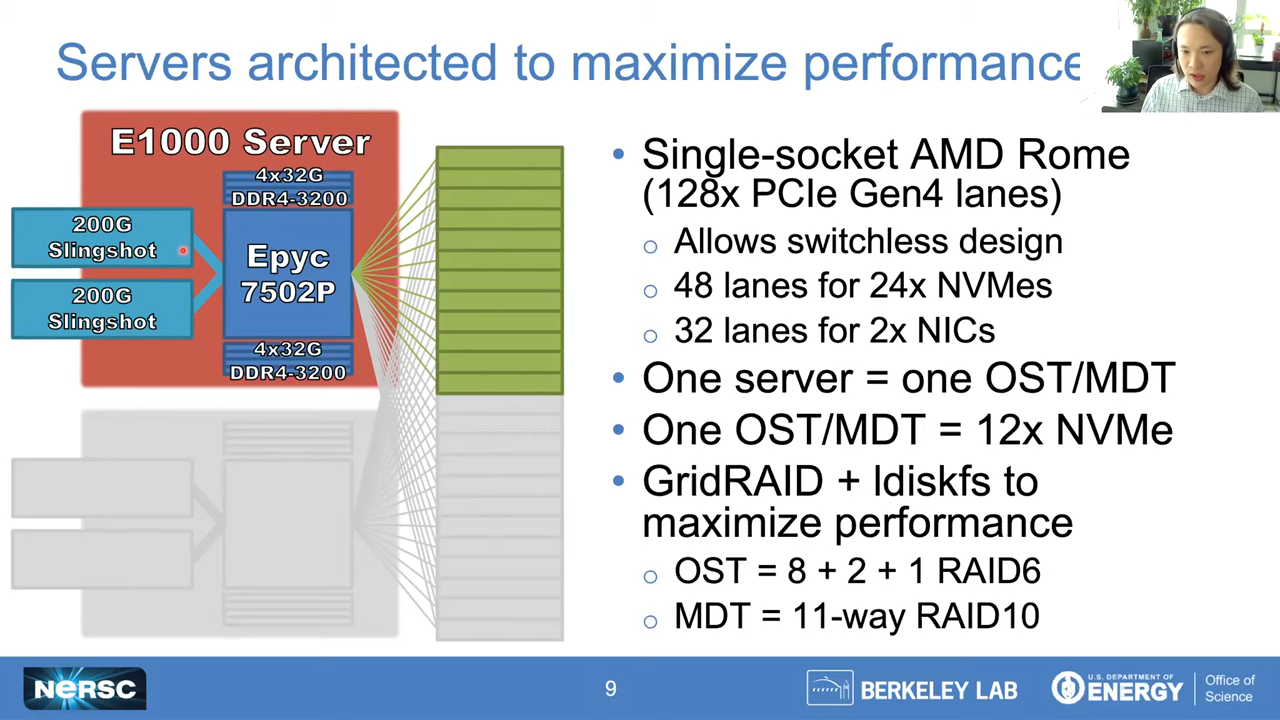 Servers architected to maximize performance
E1000 Server
4x32G
DDR4-3200
200G
Slingshot
Epyc
7502P
200G
Slingshot
4x32G
DDR4-3200
• Single-socket AMD Rome
(128x PCIe Gen4 lanes)
o Allows switchless design
o 48 lanes for 24x NVMes
o 32 lanes for 2x NICs
• One server = one OST/MDT
• One OST/MDT = 12x NVMe
• GridRAID + ldiskfs to
maximize performance
o OST = 8 + 2 + 1 RAID6
o MDT = 11-way RAID10
NERSC
9
BERKELEY LAB
U.S. DEPARTMENT OF
ENERGY
Office of
Science